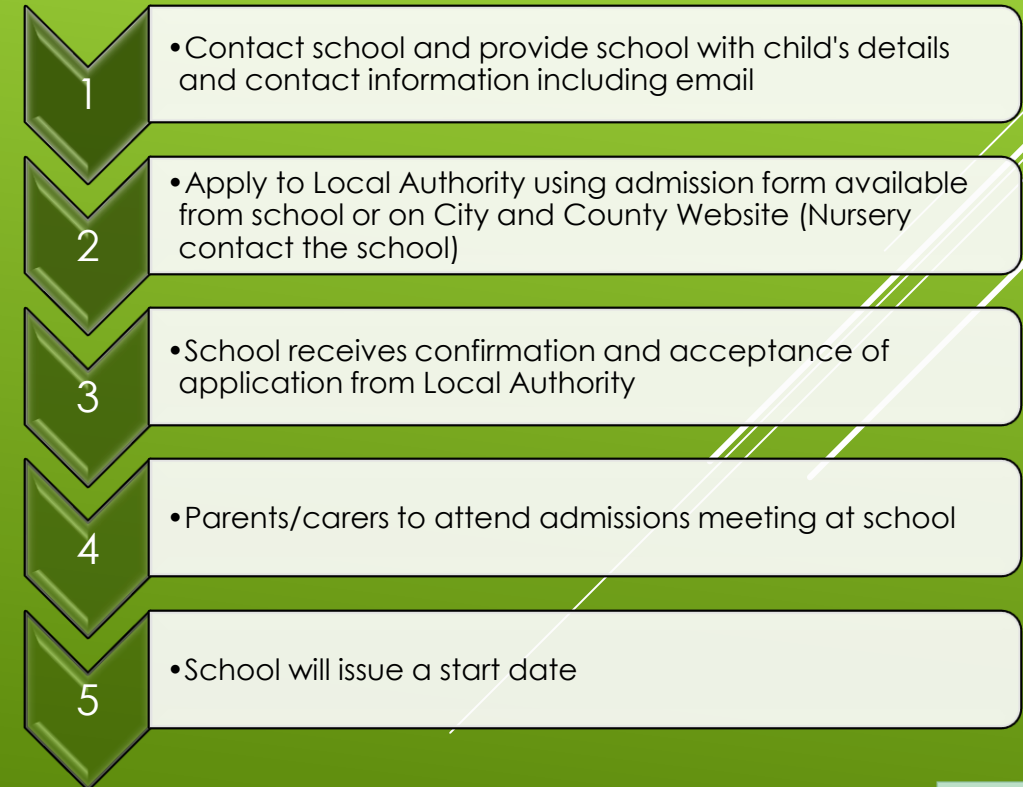 1
•Contact school and provide school with child's details
and contact information including email
2
•Apply to Local Authority using admission form available
from school or on City and County Website (Nursery
contact the school)
3
•School receives confirmation and acceptance of
application from Local Authority
4
•Parents/carers to attend admissions meeting at school
5
•School will issue a start date